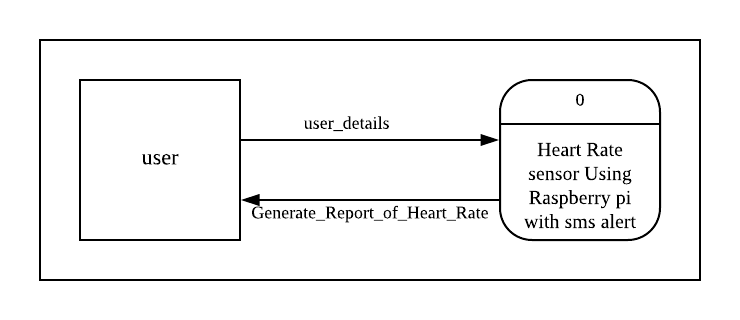 0
user_details
user
Heart Rate
sensor Using
Raspberry pi
with sms alert
Generate_Report_of_Heart_Rate